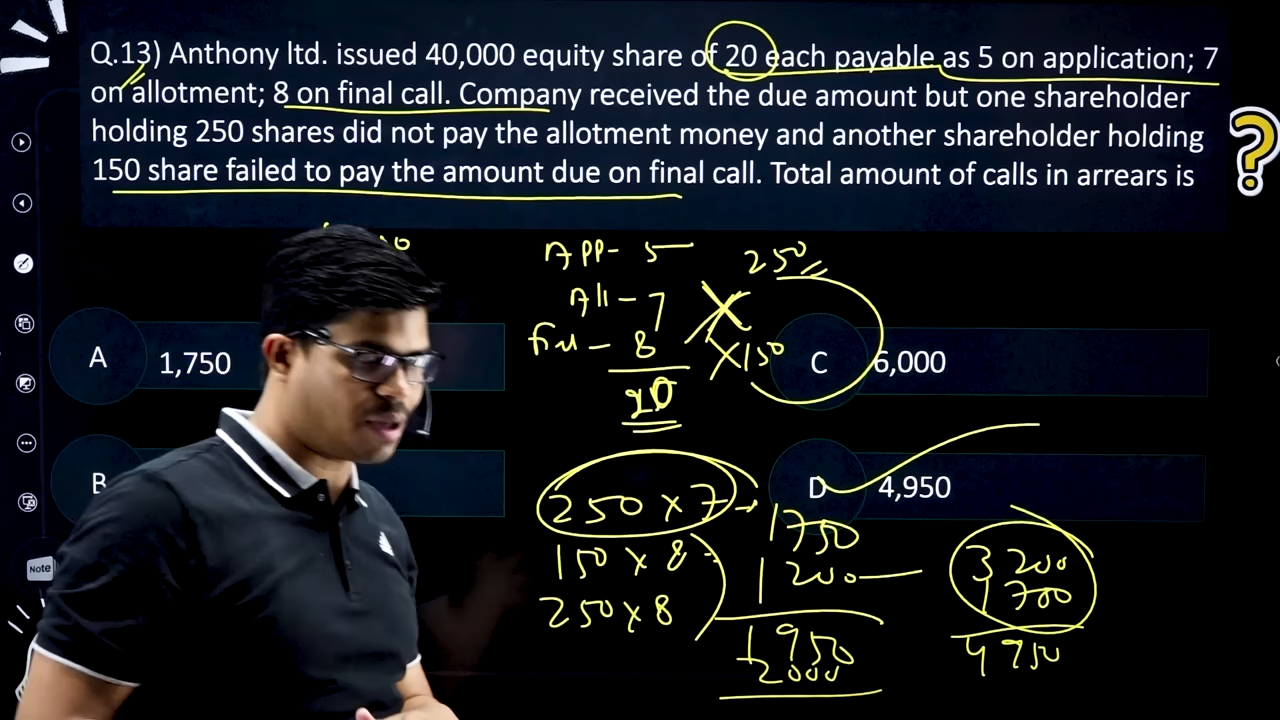 Q.13) Anthony ltd. issued 40,000 equity share of 20 each payable as 5 on application; 7
on allotment; 8 on final call. Company received the due amount but one shareholder
holding 250 shares did not pay the allotment money and another shareholder holding
150 share failed to pay the amount due on final call. Total amount of calls in arrears is
APP- 5
250
All - 7
Final - 8
×150
20
A 1,750
C 6,000
B
D 4,950
250 × 7 →
1750
150 × 8 -
1200
3200
250 × 8
1950
2000
4950
Note